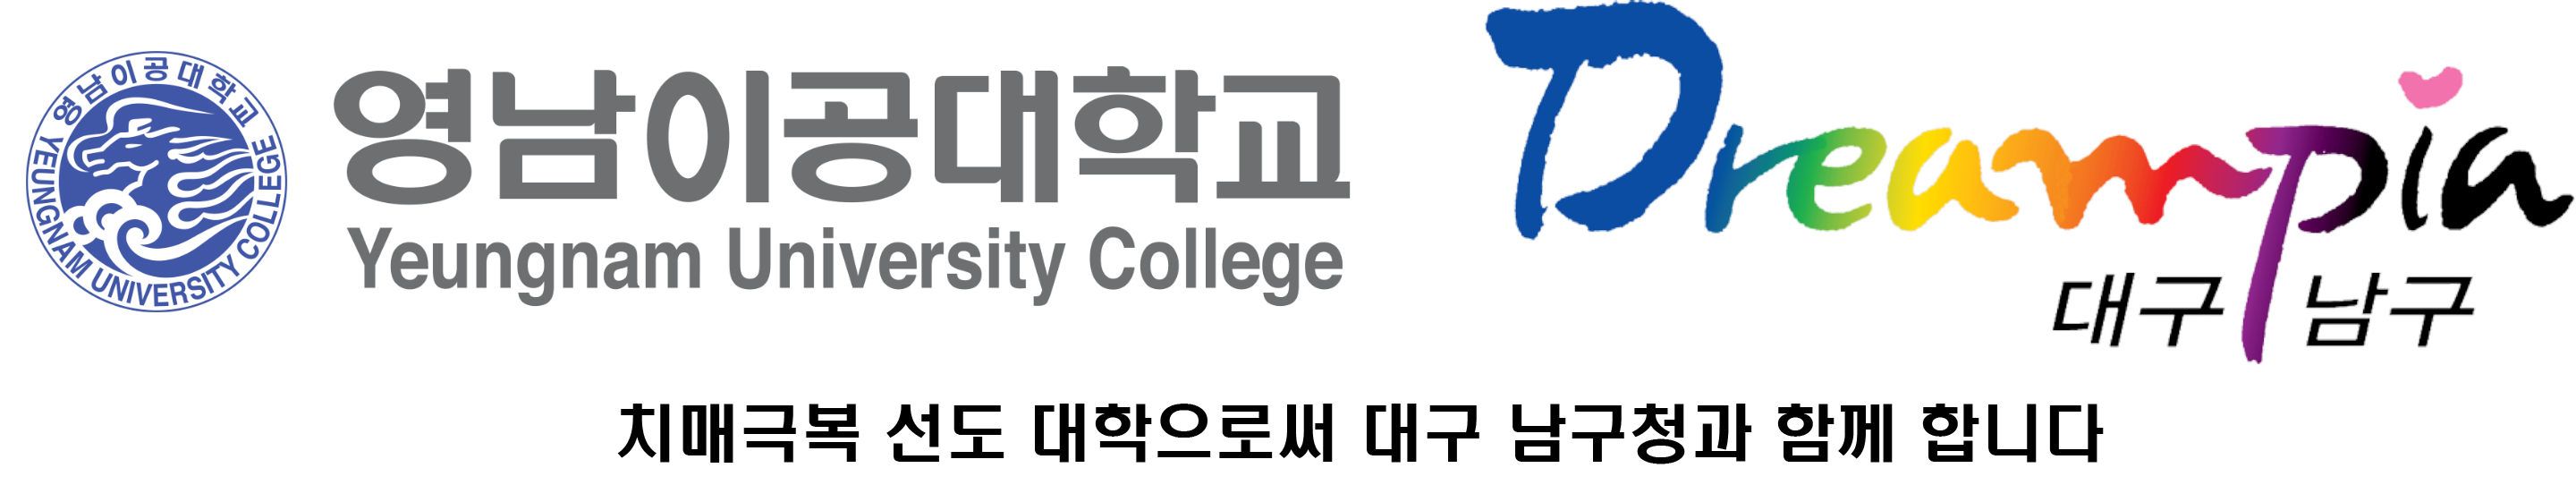 영남이공대학교
YEUNGNAM UNIVERSITY COLLEGE
영남이공대학교
Yeungnam University College
Dreampia
대구 남구
치매극복 선도 대학으로써 대구 남구청과 함께 합니다